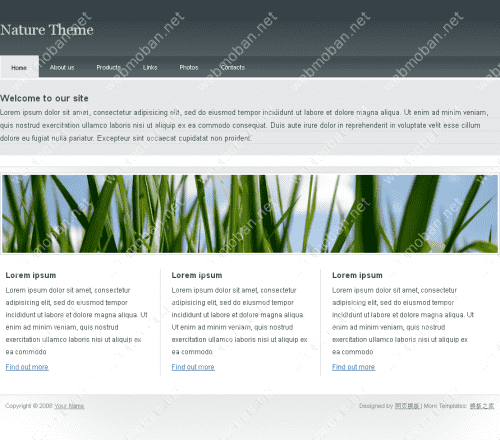 Nature Theme
Home About us Products Links Photos Contacts
Welcome to our site
Lorem ipsum dolor sit amet, consectetur adipisicing elit, sed do eiusmod tempor incididunt ut labore et dolore magna aliqua. Ut enim ad minim veniam,
quis nostrud exercitation ullamco laboris nisi ut aliquip ex ea commodo consequat. Duis aute irure dolor in reprehenderit in voluptate velit esse cillum
dolore eu fugiat nulla pariatur. Excepteur sint occaecat cupidatat non proident.
Lorem ipsum
Lorem ipsum dolor sit amet, consectetur
adipisicing elit, sed do eiusmod tempor
incididunt ut labore et dolore magna aliqua. Ut
enim ad minim veniam, quis nostrud
exercitation ullamco laboris nisi ut aliquip ex
ea commodo
Find out more
Lorem ipsum
Lorem ipsum dolor sit amet, consectetur
adipisicing elit, sed do eiusmod tempor
incididunt ut labore et dolore magna aliqua. Ut
enim ad minim veniam, quis nostrud
exercitation ullamco laboris nisi ut aliquip ex
ea commodo
Find out more
Lorem ipsum
Lorem ipsum dolor sit amet, consectetur
adipisicing elit, sed do eiusmod tempor
incididunt ut labore et dolore magna aliqua. Ut
enim ad minim veniam, quis nostrud
exercitation ullamco laboris nisi ut aliquip ex
ea commodo
Find out more
Copyright © 2008 Your Name
Designed by 网页模板 | More Templates: 模板之家
webmoban.net